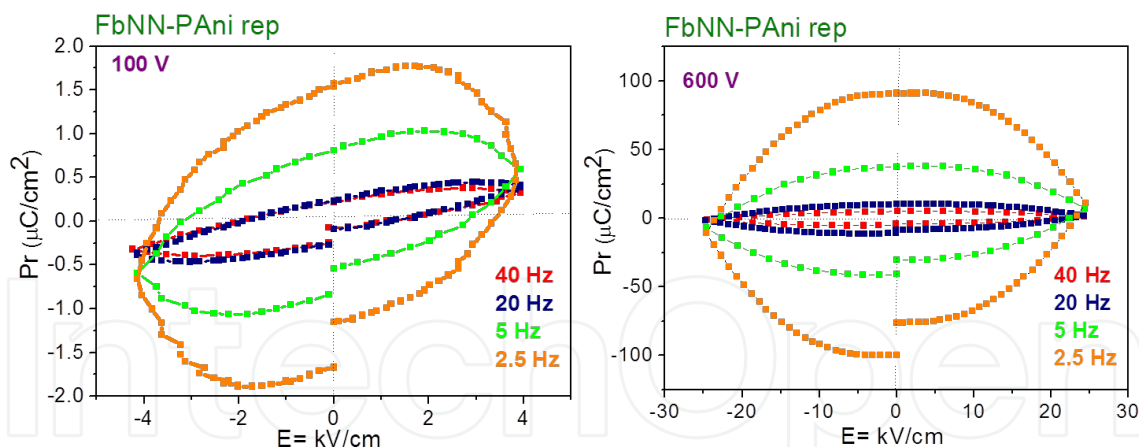 FbNN-PAni rep
100 V
2.0
1.5
1.0
0.5
0.0
-0.5
-1.0
-1.5
-2.0
Pr (μC/cm²)
40 Hz
20 Hz
5 Hz
2.5 Hz
-4 -2 0 2 4
E= kV/cm
FbNN-PAni rep
600 V
100
50
0
-50
-100
Pr (μC/cm²)
40 Hz
20 Hz
5 Hz
2.5 Hz
-30 -20 -10 0 10 20 30
E= kV/cm
IntechOpen